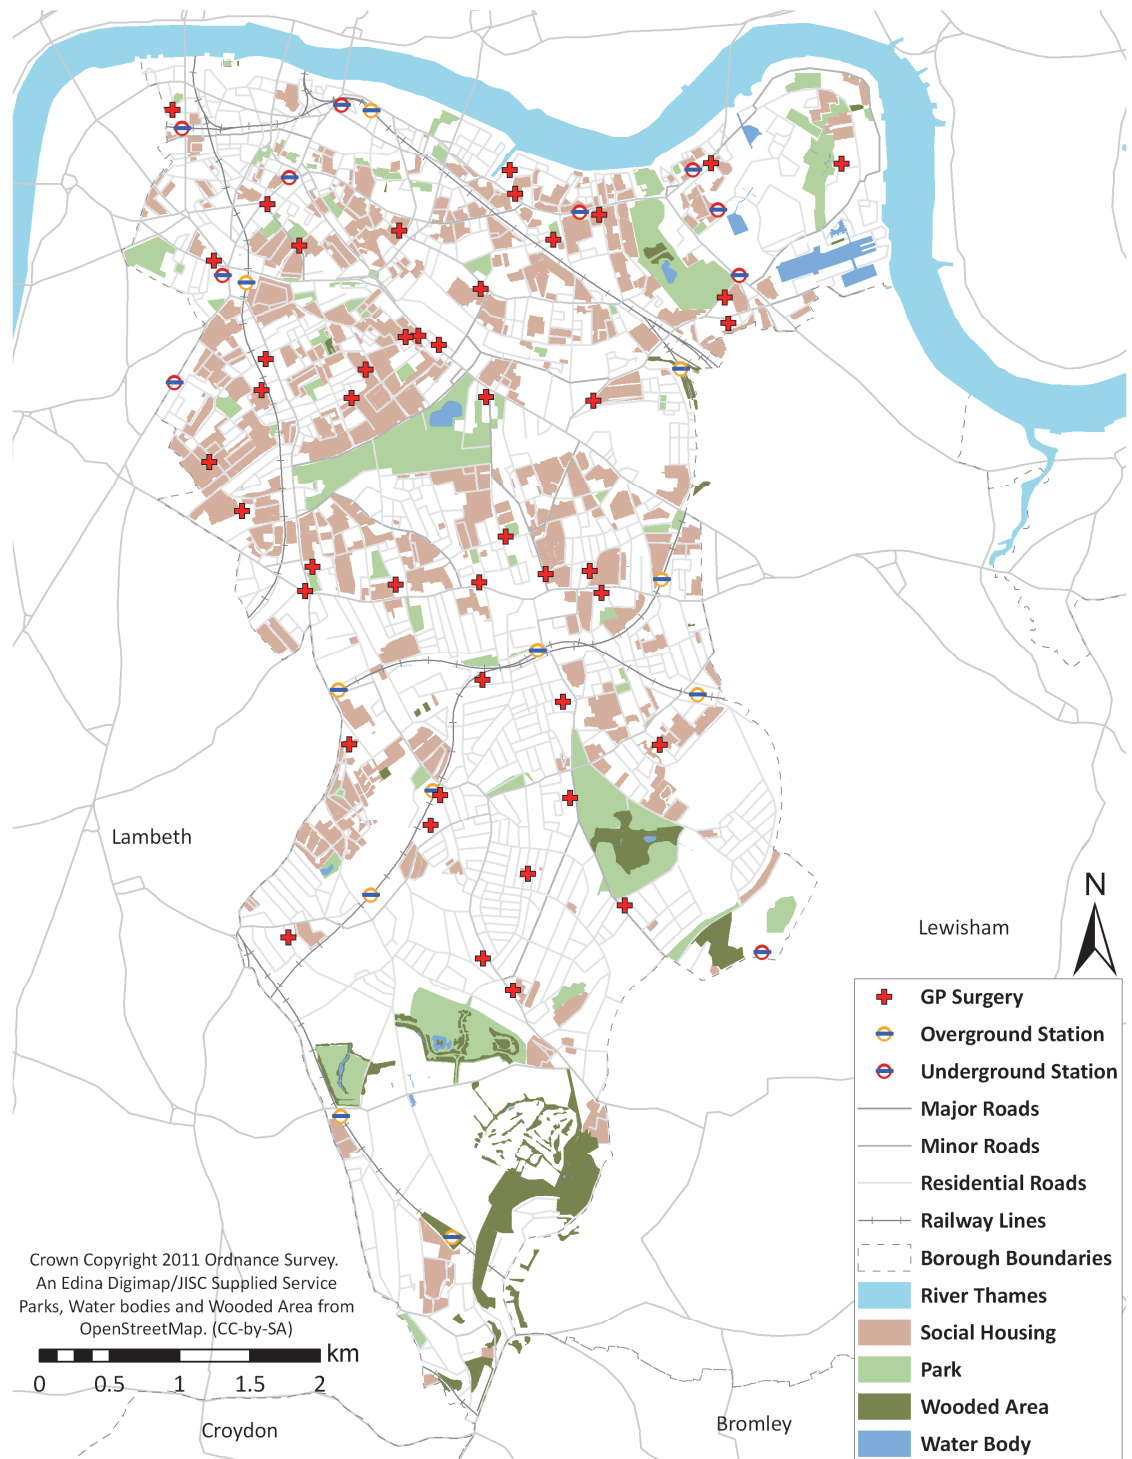 Lambeth
Lewisham
N
GP Surgery
Overground Station
Underground Station
Major Roads
Minor Roads
Residential Roads
Railway Lines
Borough Boundaries
River Thames
Social Housing
Park
Wooded Area
Water Body
Crown Copyright 2011 Ordnance Survey.
An Edina Digimap/JISC Supplied Service
Parks, Water bodies and Wooded Area from
OpenStreetMap. (CC-by-SA)
km
0 0.5 1 1.5 2
Croydon
Bromley